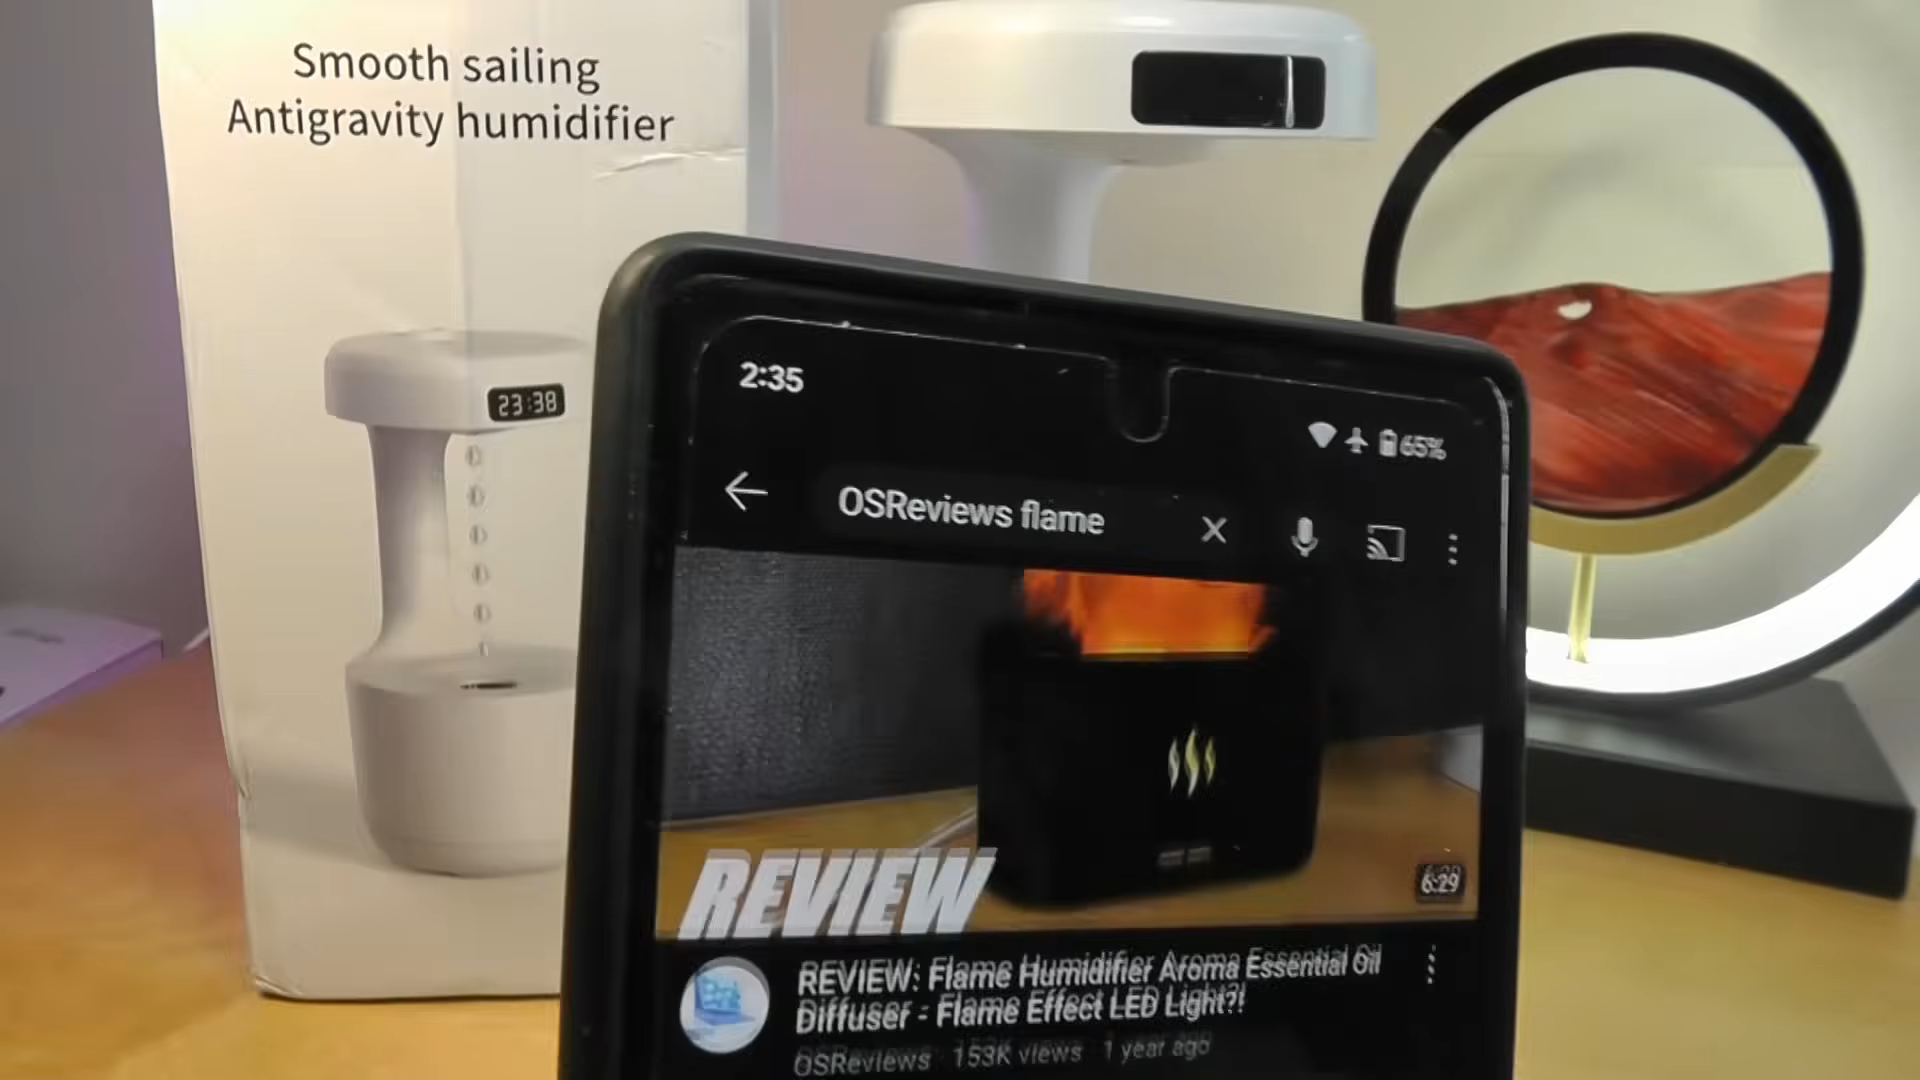 Smooth sailing
Antigravity humidifier
23:38
2:35
65%
OSReviews flame
REVIEW
6:29
REVIEW: Flame Humidifier Aroma Essential Oil
Diffuser - Flame Effect LED Light?!
OSReviews · 153K views · 1 year ago